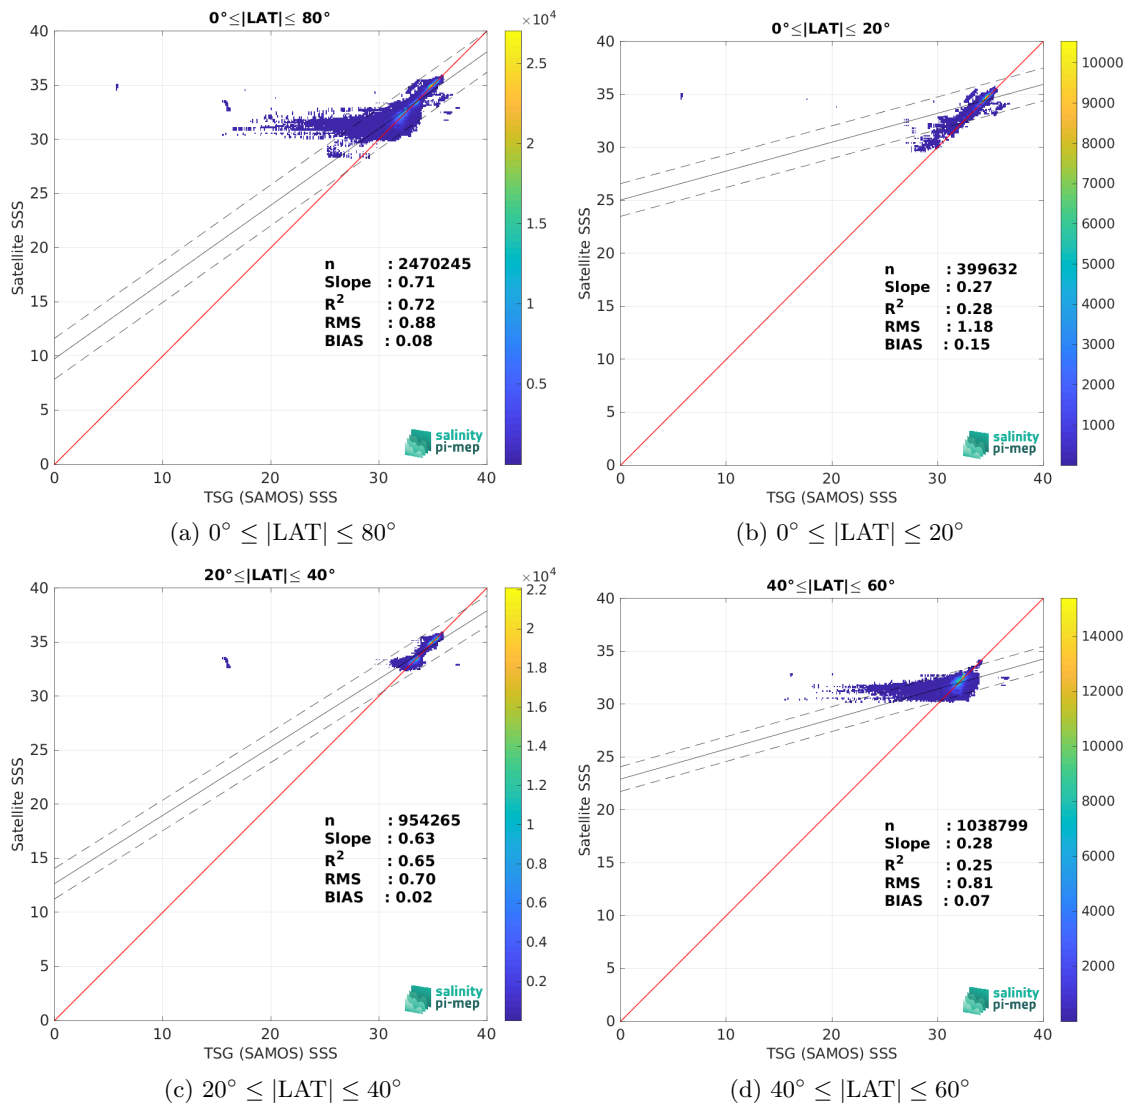 0°≤|LAT|≤ 80°
×10⁴
Satellite SSS
40
35
30
25
20
15
10
5
0
n : 2470245
Slope : 0.71
R² : 0.72
RMS : 0.88
BIAS : 0.08
salinity
pi-mep
0 10 20 30 40
TSG (SAMOS) SSS
2.5
2
1.5
1
0.5
(a) 0° ≤ |LAT| ≤ 80°
0°≤|LAT|≤ 20°
Satellite SSS
40
35
30
25
20
15
10
5
0
n : 399632
Slope : 0.27
R² : 0.28
RMS : 1.18
BIAS : 0.15
salinity
pi-mep
0 10 20 30 40
TSG (SAMOS) SSS
10000
9000
8000
7000
6000
5000
4000
3000
2000
1000
(b) 0° ≤ |LAT| ≤ 20°
20°≤|LAT|≤ 40°
×10⁴
Satellite SSS
40
35
30
25
20
15
10
5
0
n : 954265
Slope : 0.63
R² : 0.65
RMS : 0.70
BIAS : 0.02
salinity
pi-mep
0 10 20 30 40
TSG (SAMOS) SSS
2.2
2
1.8
1.6
1.4
1.2
1
0.8
0.6
0.4
0.2
(c) 20° ≤ |LAT| ≤ 40°
40°≤|LAT|≤ 60°
Satellite SSS
40
35
30
25
20
15
10
5
0
n : 1038799
Slope : 0.28
R² : 0.25
RMS : 0.81
BIAS : 0.07
salinity
pi-mep
0 10 20 30 40
TSG (SAMOS) SSS
14000
12000
10000
8000
6000
4000
2000
(d) 40° ≤ |LAT| ≤ 60°